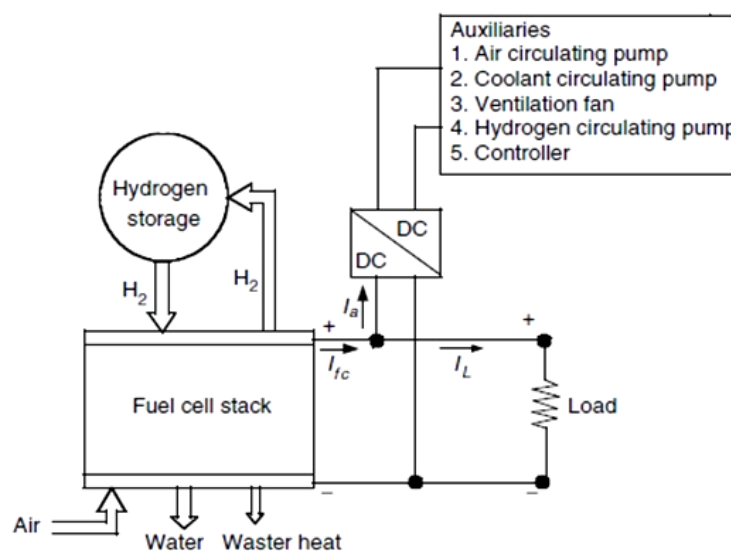 Auxiliaries
1. Air circulating pump
2. Coolant circulating pump
3. Ventilation fan
4. Hydrogen circulating pump
5. Controller
Hydrogen
storage
DC
DC
H2
H2
Ia
+
+
Ifc
IL
Fuel cell stack
Load
–
–
Air
Water
Waster heat